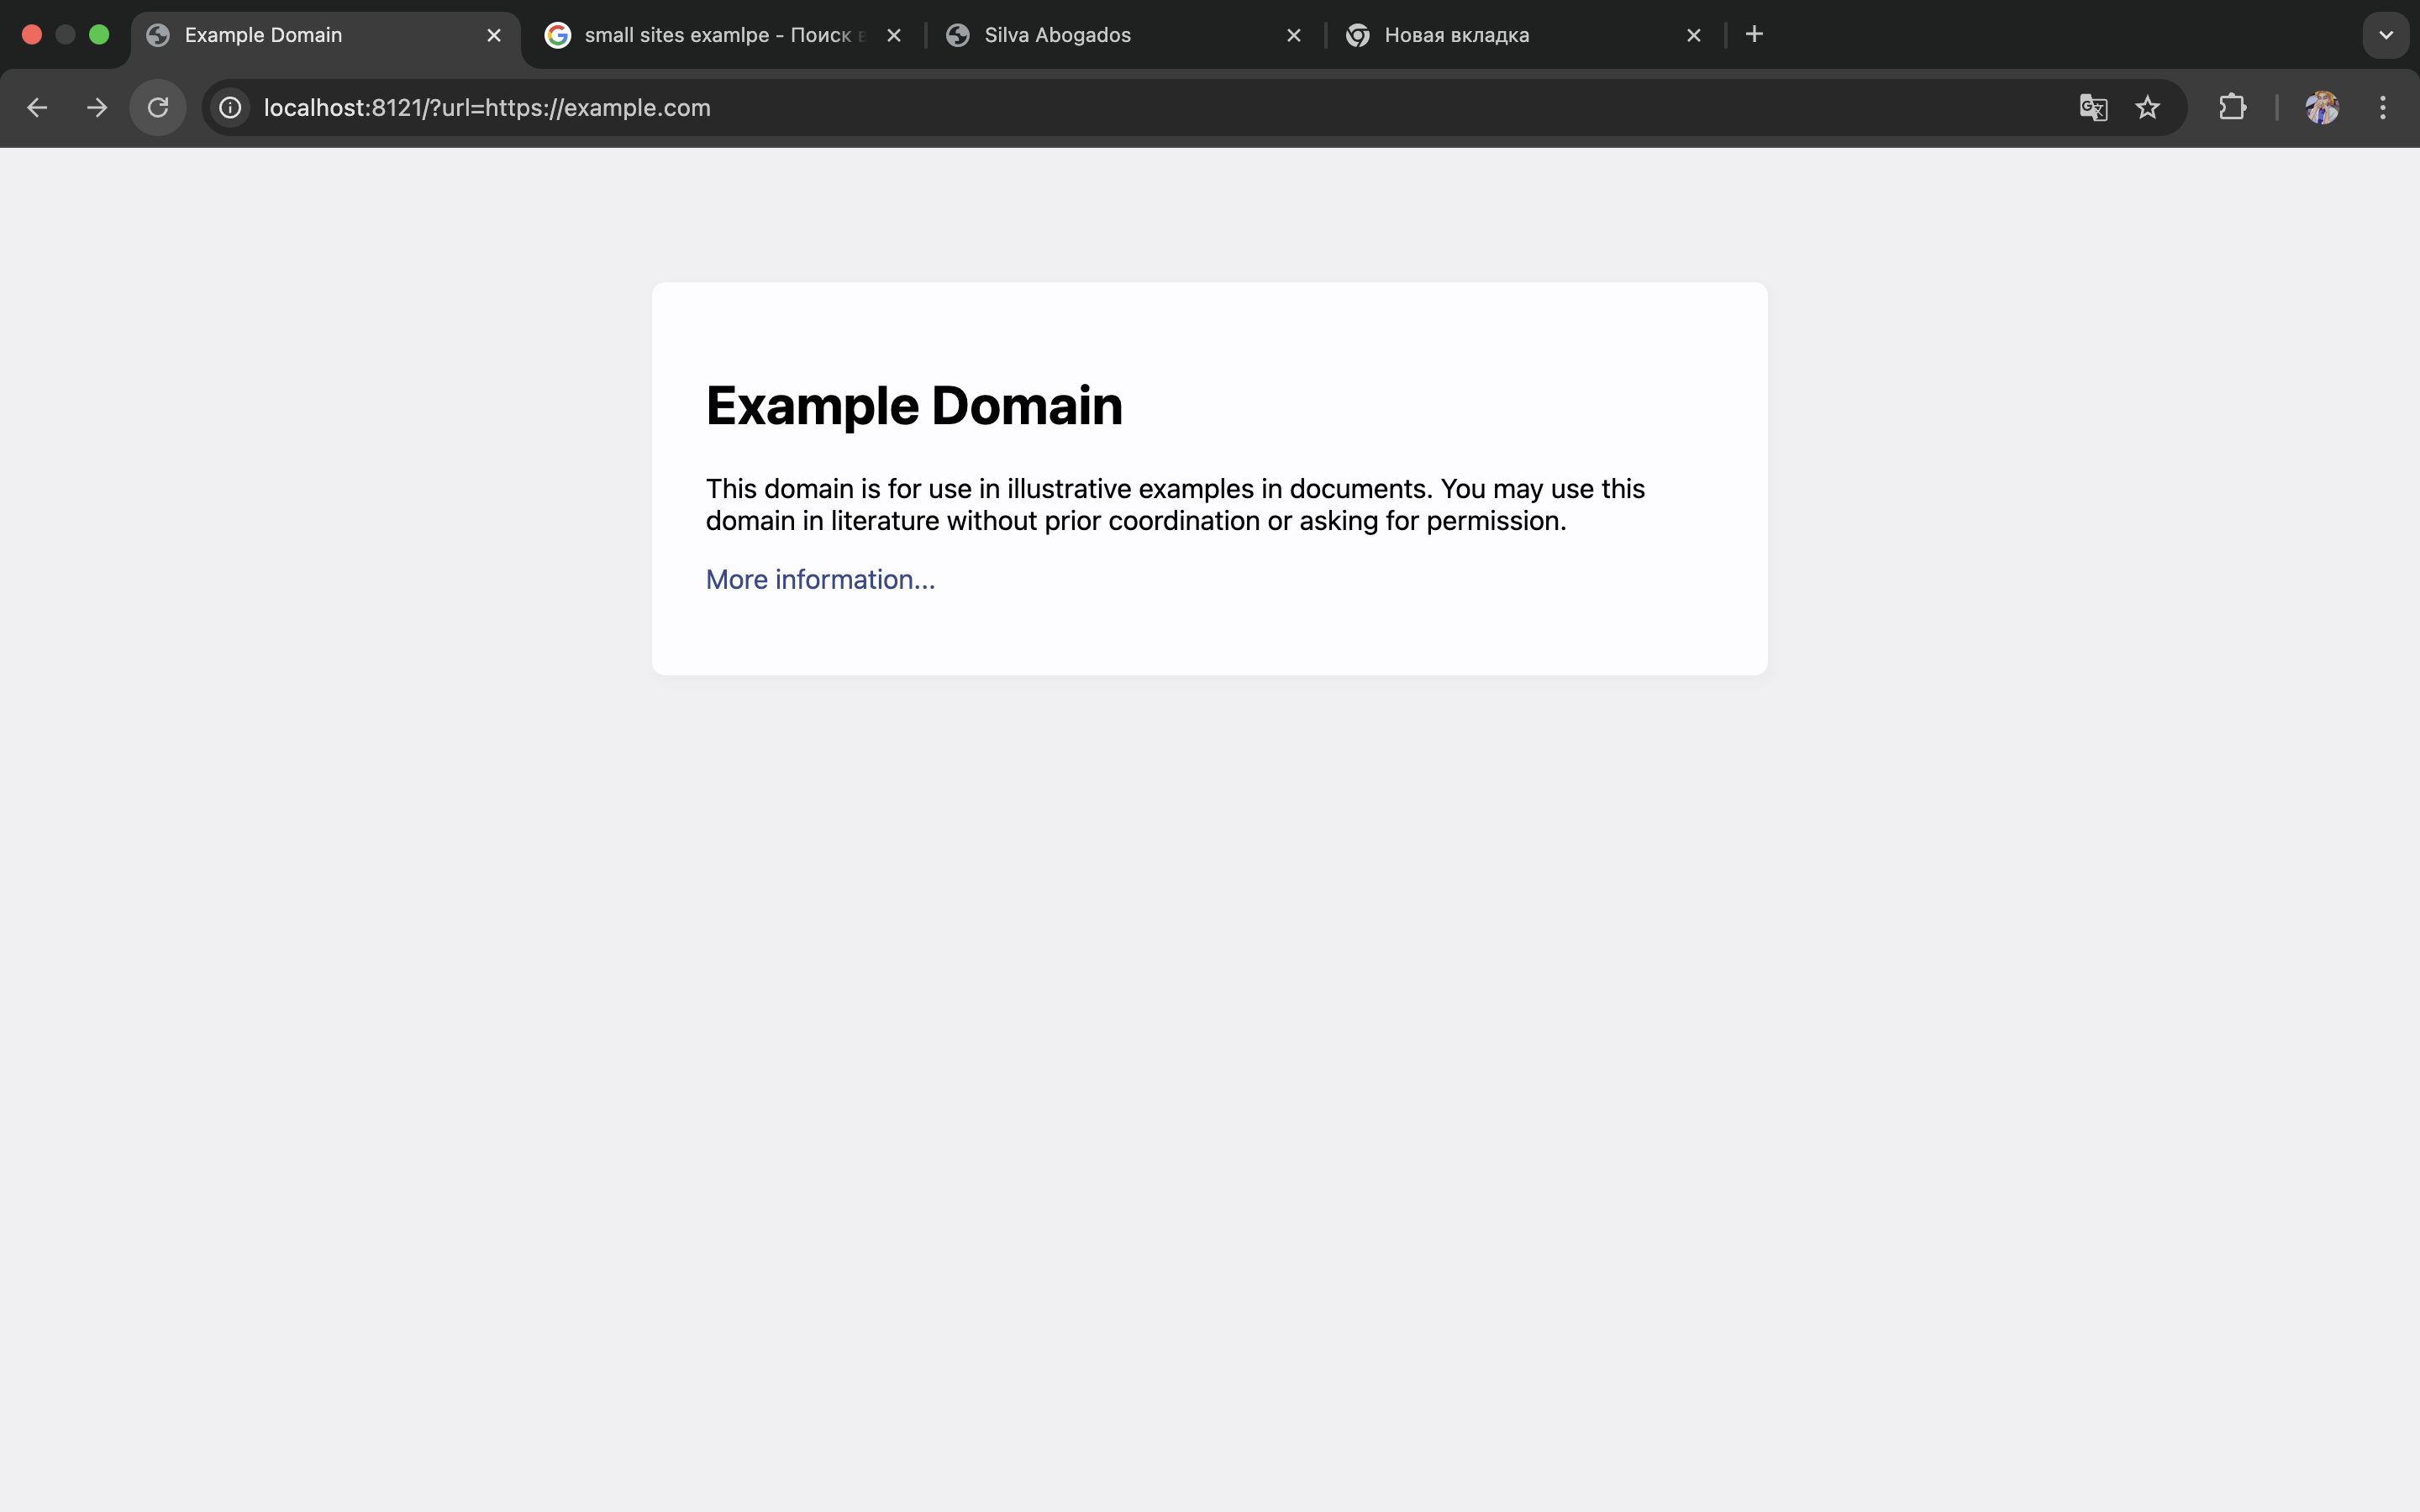 Example Domain
small sites examlpe - Поиск в
Silva Abogados
Новая вкладка
localhost:8121/?url=https://example.com
Example Domain
This domain is for use in illustrative examples in documents. You may use this
domain in literature without prior coordination or asking for permission.
More information...